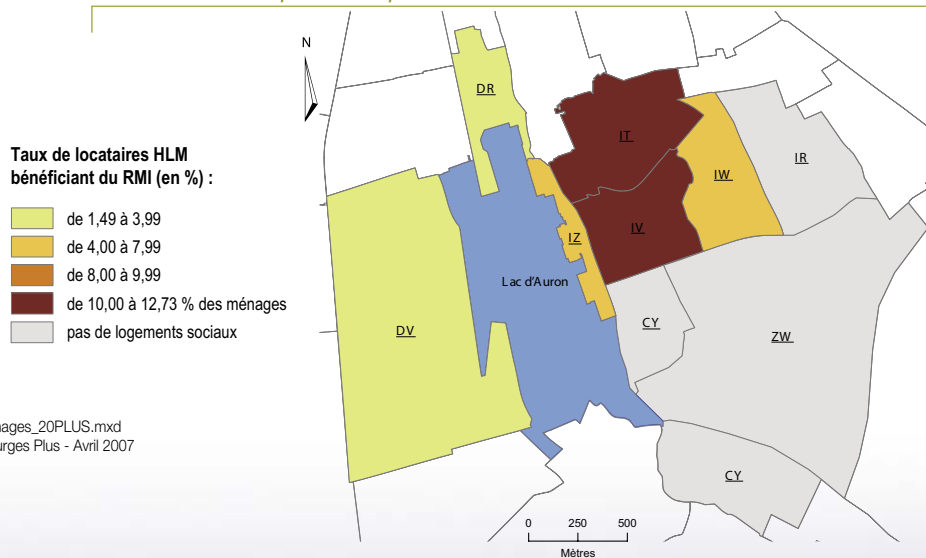 N
DR
IT
IR
IW
IV
IZ
Lac d'Auron
CY
DV
ZW
CY
Taux de locataires HLM
bénéficiant du RMI (en %) :
de 1,49 à 3,99
de 4,00 à 7,99
de 8,00 à 9,99
de 10,00 à 12,73 % des ménages
pas de logements sociaux
ages_20PLUS.mxd
rges Plus - Avril 2007
0 250 500
Mètres